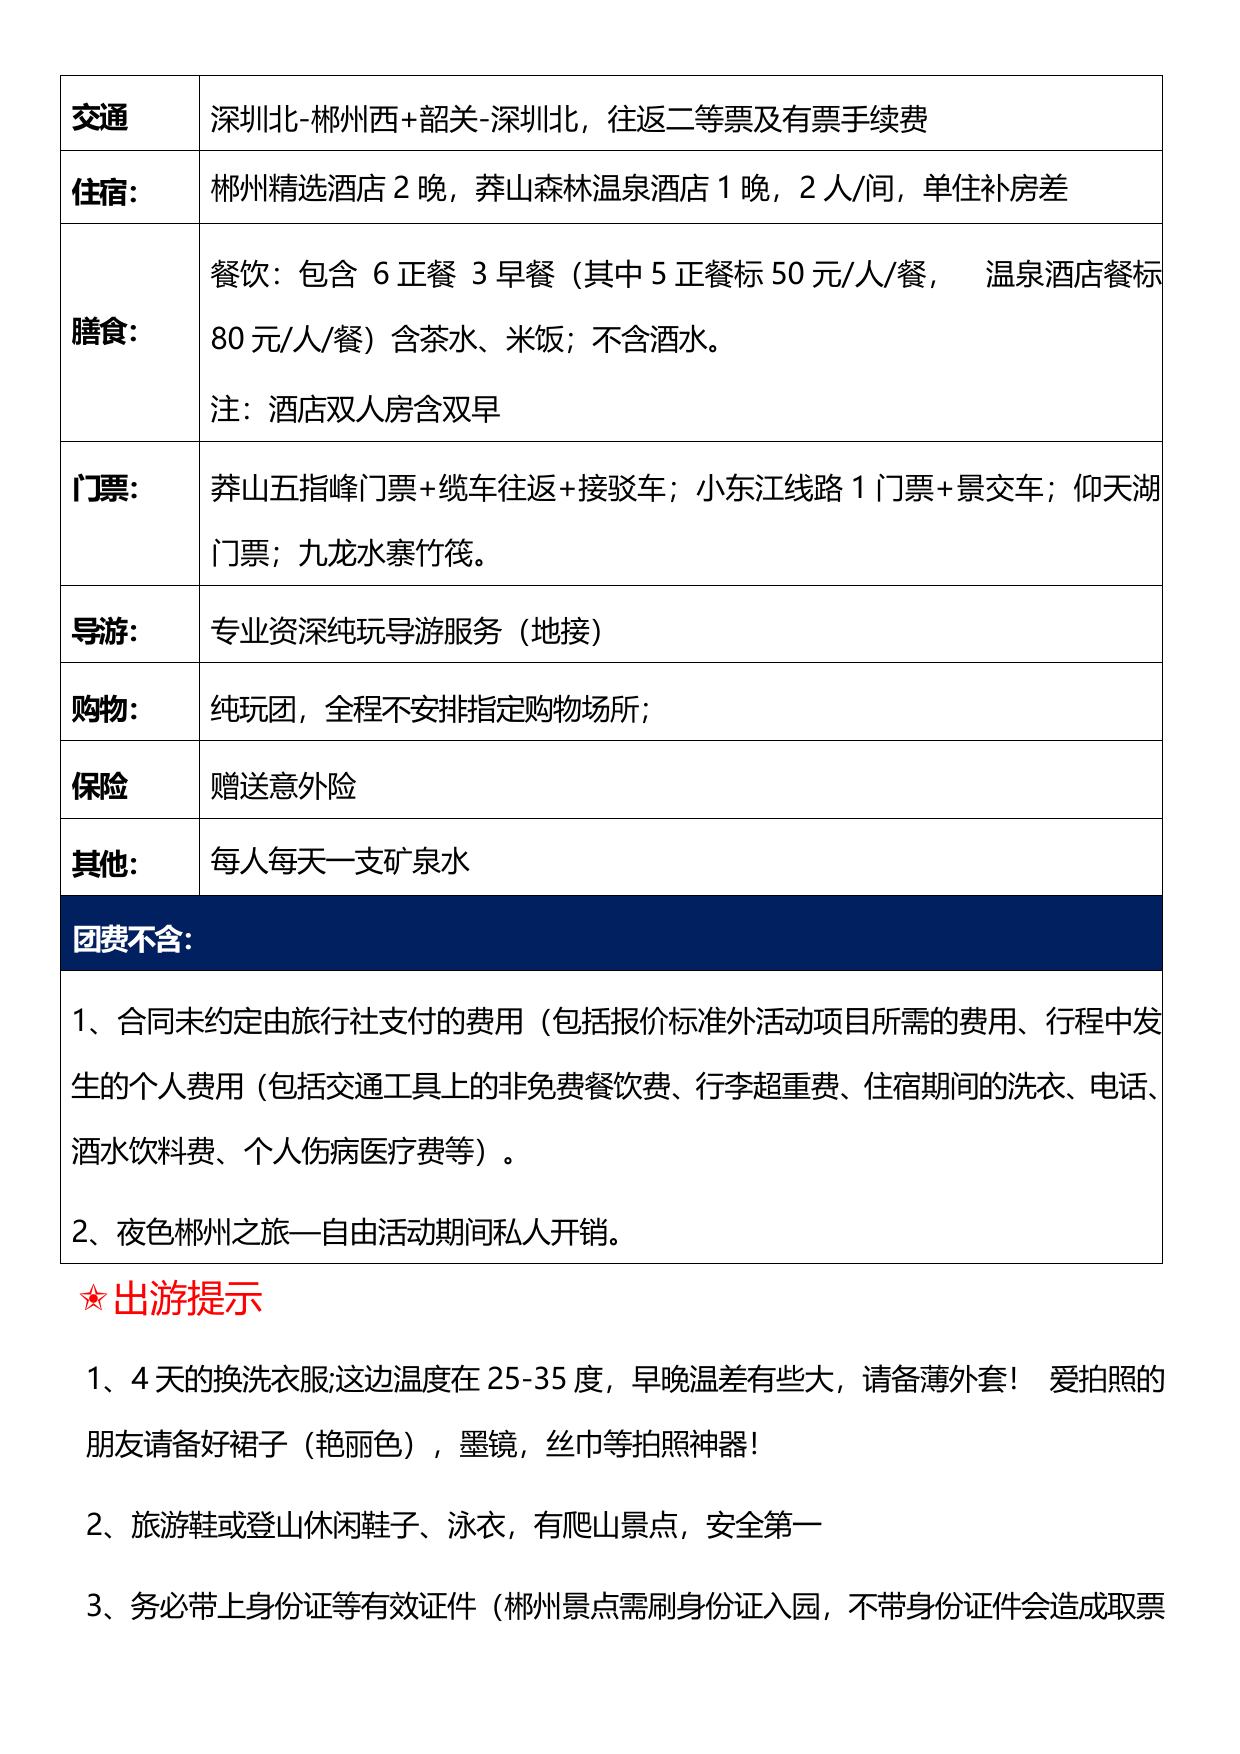 交通
深圳北-郴州西+韶关-深圳北，往返二等票及有票手续费
住宿：
郴州精选酒店 2 晚，莽山森林温泉酒店 1 晚，2 人/间，单住补房差
膳食：
餐饮：包含 6 正餐 3 早餐（其中 5 正餐标 50 元/人/餐， 温泉酒店餐标
80 元/人/餐）含茶水、米饭；不含酒水。
注：酒店双人房含双早
门票：
莽山五指峰门票+缆车往返+接驳车；小东江线路 1 门票+景交车；仰天湖
门票；九龙水寨竹筏。
导游：
专业资深纯玩导游服务（地接）
购物：
纯玩团，全程不安排指定购物场所；
保险
赠送意外险
其他：
每人每天一支矿泉水
团费不含：
1、合同未约定由旅行社支付的费用（包括报价标准外活动项目所需的费用、行程中发
生的个人费用（包括交通工具上的非免费餐饮费、行李超重费、住宿期间的洗衣、电话、
酒水饮料费、个人伤病医疗费等）。
2、夜色郴州之旅—自由活动期间私人开销。
出游提示
1、4 天的换洗衣服;这边温度在 25-35 度，早晚温差有些大，请备薄外套！ 爱拍照的
朋友请备好裙子（艳丽色），墨镜，丝巾等拍照神器！
2、旅游鞋或登山休闲鞋子、泳衣，有爬山景点，安全第一
3、务必带上身份证等有效证件（郴州景点需刷身份证入园，不带身份证件会造成取票